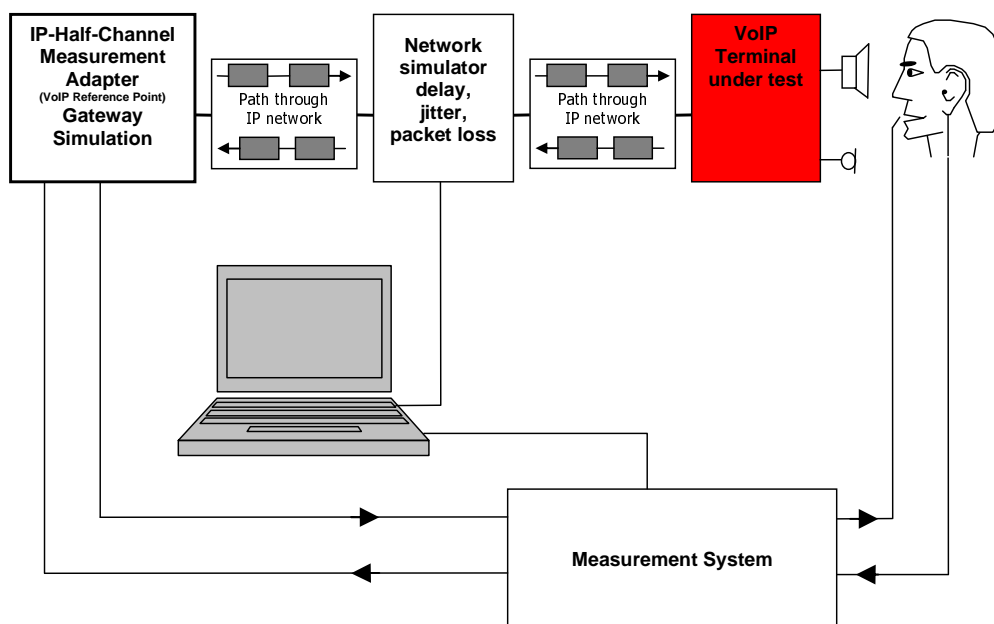 IP-Half-Channel
Measurement
Adapter
(VoIP Reference Point)
Gateway
Simulation
Path through
IP network
Network
simulator
delay,
jitter,
packet loss
Path through
IP network
VoIP
Terminal
under test
Measurement System